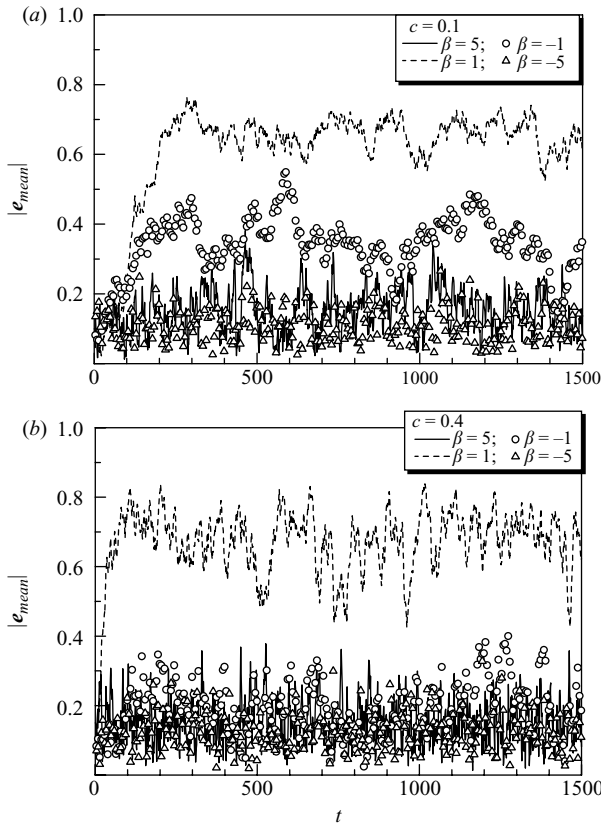 (a)
1.0
c = 0.1
β = 5; β = –1
β = 1; β = –5
0.8
0.6
|e_mean|
0.4
0.2
0 500 1000 1500
(b)
1.0
c = 0.4
β = 5; β = –1
β = 1; β = –5
0.8
0.6
|e_mean|
0.4
0.2
0 500 1000 1500
t